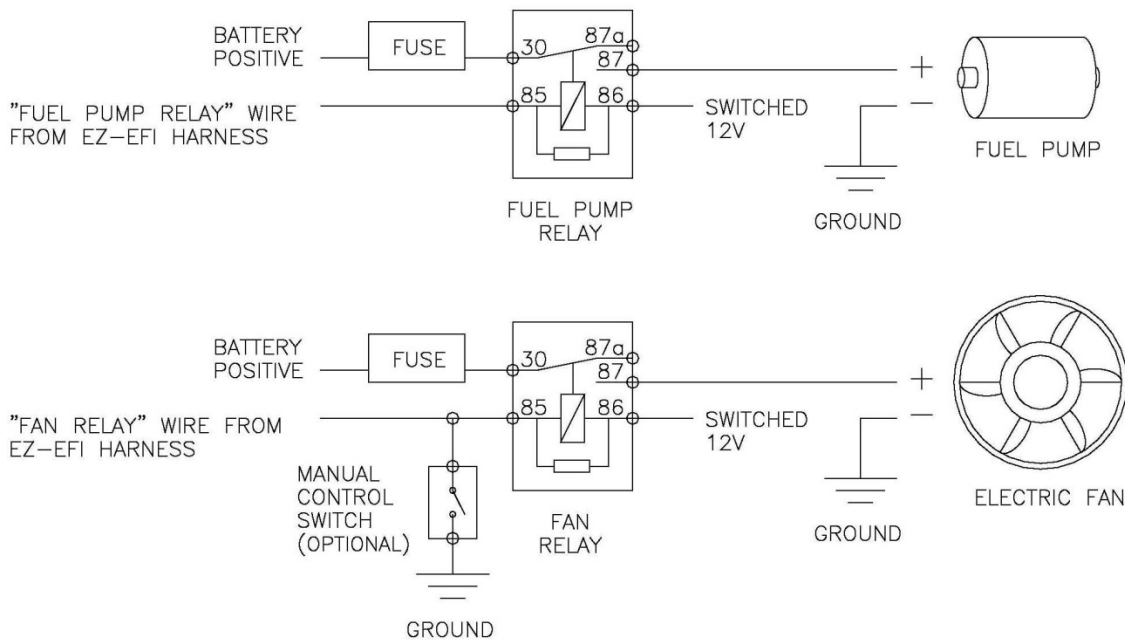 BATTERY
POSITIVE
FUSE
30
87a
87
"FUEL PUMP RELAY" WIRE
FROM EZ-EFI HARNESS
85
86
SWITCHED
12V
+
-
FUEL PUMP
GROUND
FUEL PUMP
RELAY
BATTERY
POSITIVE
FUSE
30
87a
87
"FAN RELAY" WIRE FROM
EZ-EFI HARNESS
85
86
SWITCHED
12V
+
-
ELECTRIC FAN
GROUND
MANUAL
CONTROL
SWITCH
(OPTIONAL)
FAN
RELAY
GROUND